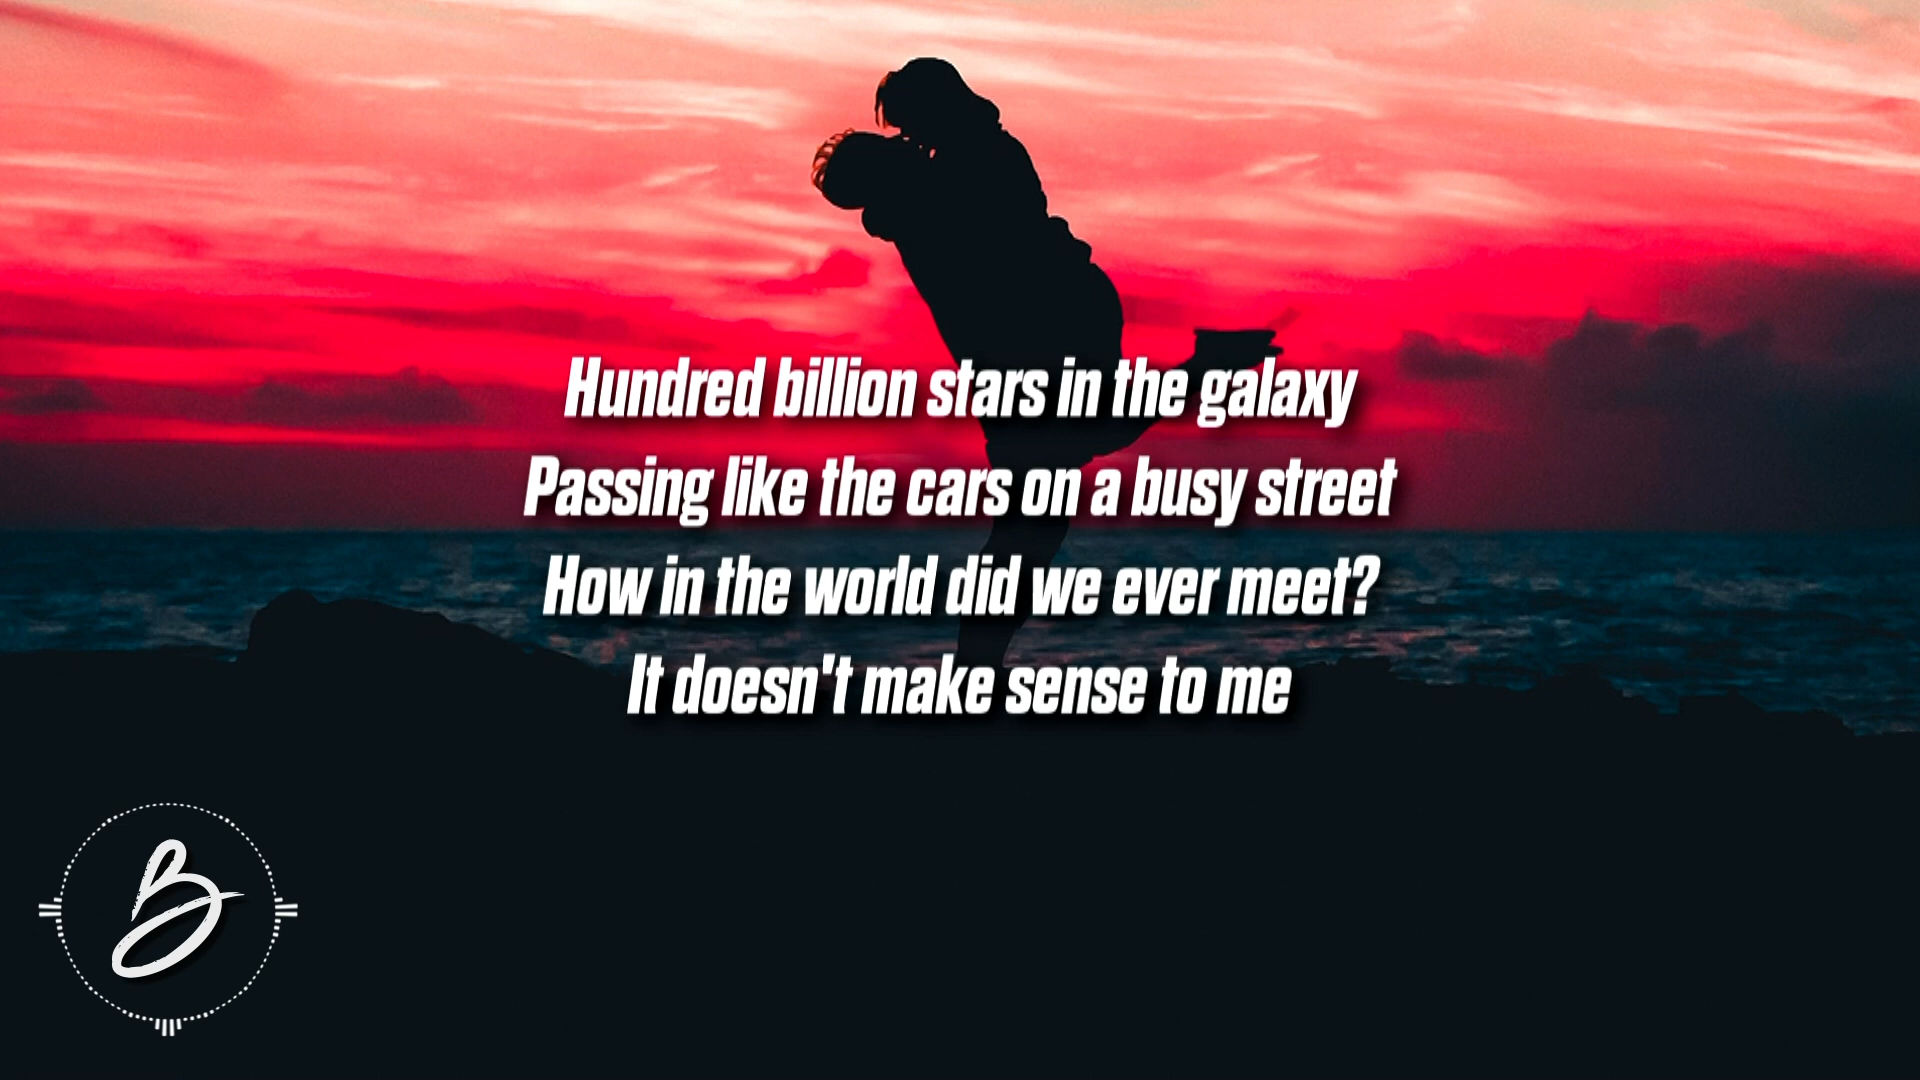 Hundred billion stars in the galaxy
Passing like the cars on a busy street
How in the world did we ever meet?
It doesn't make sense to me
B